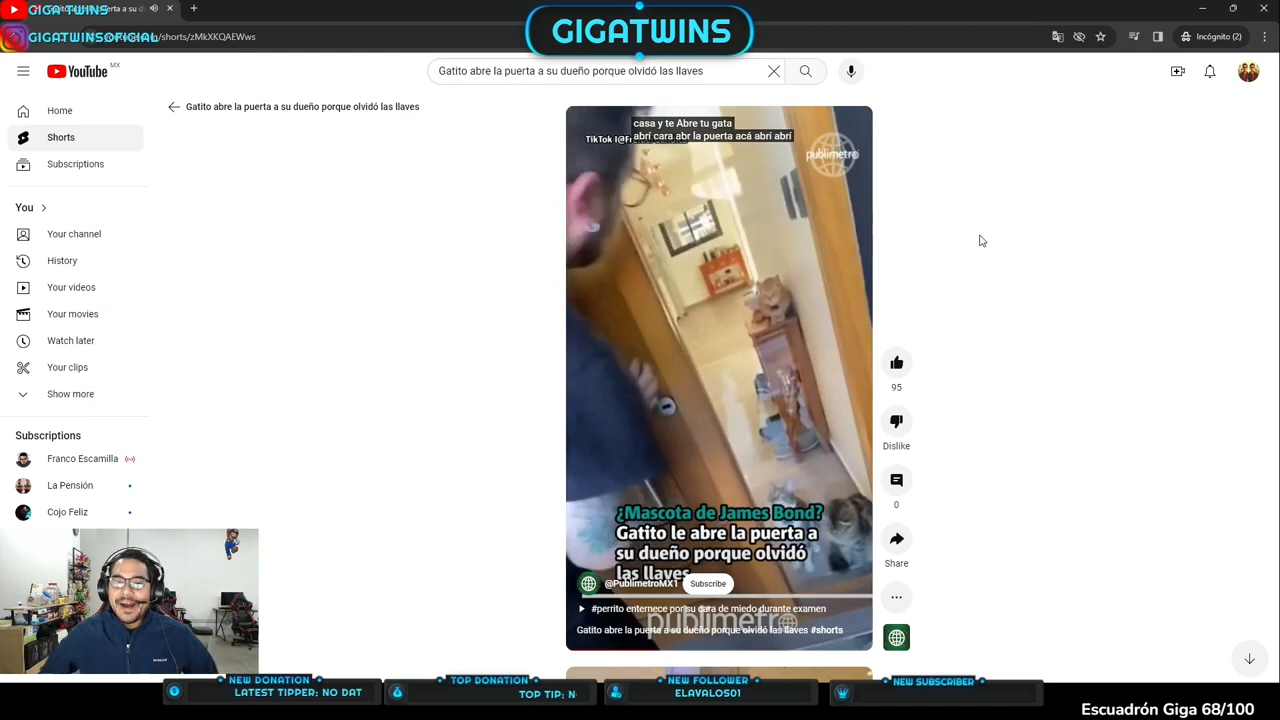 GIGA TWINS
GIGATWINSOFICIAL
/shorts/zMkXKQAEWws
Incógnito (2)
GIGATWINS
YouTube MX
Gatito abre la puerta a su dueño porque olvidó las llaves
Home
Shorts
Subscriptions
You
Your channel
History
Your videos
Your movies
Watch later
Your clips
Show more
Subscriptions
Franco Escamilla
La Pensión
Cojo Feliz
Gatito abre la puerta a su dueño porque olvidó las llaves
casa y te Abre tu gata
abrí cara abr la puerta acá abrí abrí
publimetro
¿Mascota de James Bond?
Gatito le abre la puerta a
su dueño porque olvidó
las llaves
@PublimetroMX1
Subscribe
#perrito enternece por su cara de miedo durante examen
publimetro
Gatito abre la puerta a su dueño porque olvidó las llaves #shorts
95
Dislike
0
Share
NEW DONATION
LATEST TIPPER: NO DAT
TOP DONATION
TOP TIP: N
NEW FOLLOWER
ELAVALOS01
NEW SUBSCRIBER
Escuadrón Giga 68/100